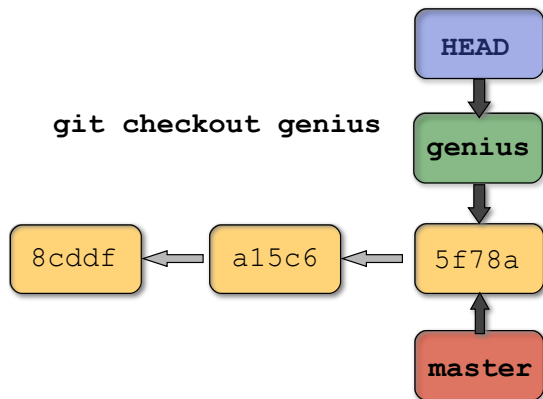 HEAD
git checkout genius
genius
8cddf
a15c6
5f78a
master